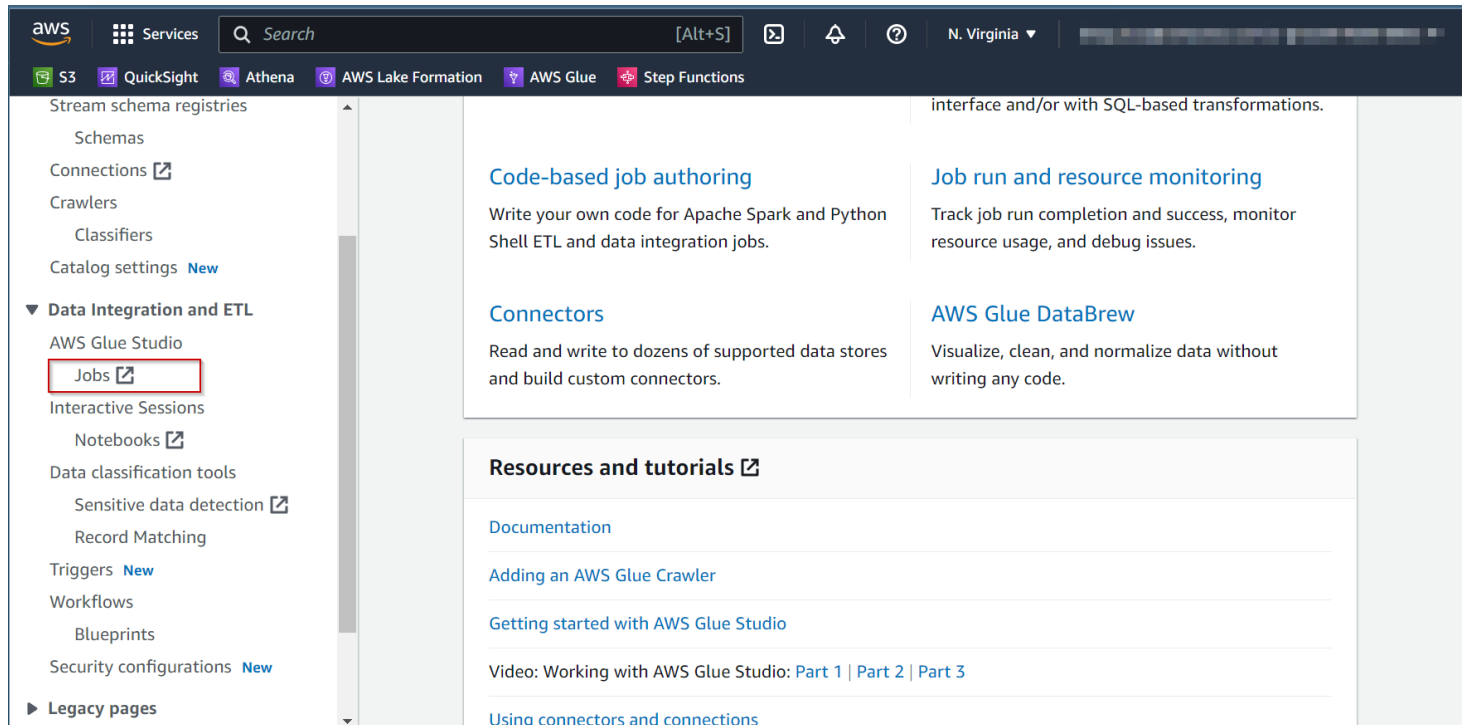 aws
Services
Search
[Alt+S]
N. Virginia
S3
QuickSight
Athena
AWS Lake Formation
AWS Glue
Step Functions
Stream schema registries
Schemas
Connections
Crawlers
Classifiers
Catalog settings New
Data Integration and ETL
AWS Glue Studio
Jobs
Interactive Sessions
Notebooks
Data classification tools
Sensitive data detection
Record Matching
Triggers New
Workflows
Blueprints
Security configurations New
Legacy pages
interface and/or with SQL-based transformations.
Code-based job authoring
Write your own code for Apache Spark and Python
Shell ETL and data integration jobs.
Job run and resource monitoring
Track job run completion and success, monitor
resource usage, and debug issues.
Connectors
Read and write to dozens of supported data stores
and build custom connectors.
AWS Glue DataBrew
Visualize, clean, and normalize data without
writing any code.
Resources and tutorials
Documentation
Adding an AWS Glue Crawler
Getting started with AWS Glue Studio
Video: Working with AWS Glue Studio: Part 1 | Part 2 | Part 3
Using connectors and connections